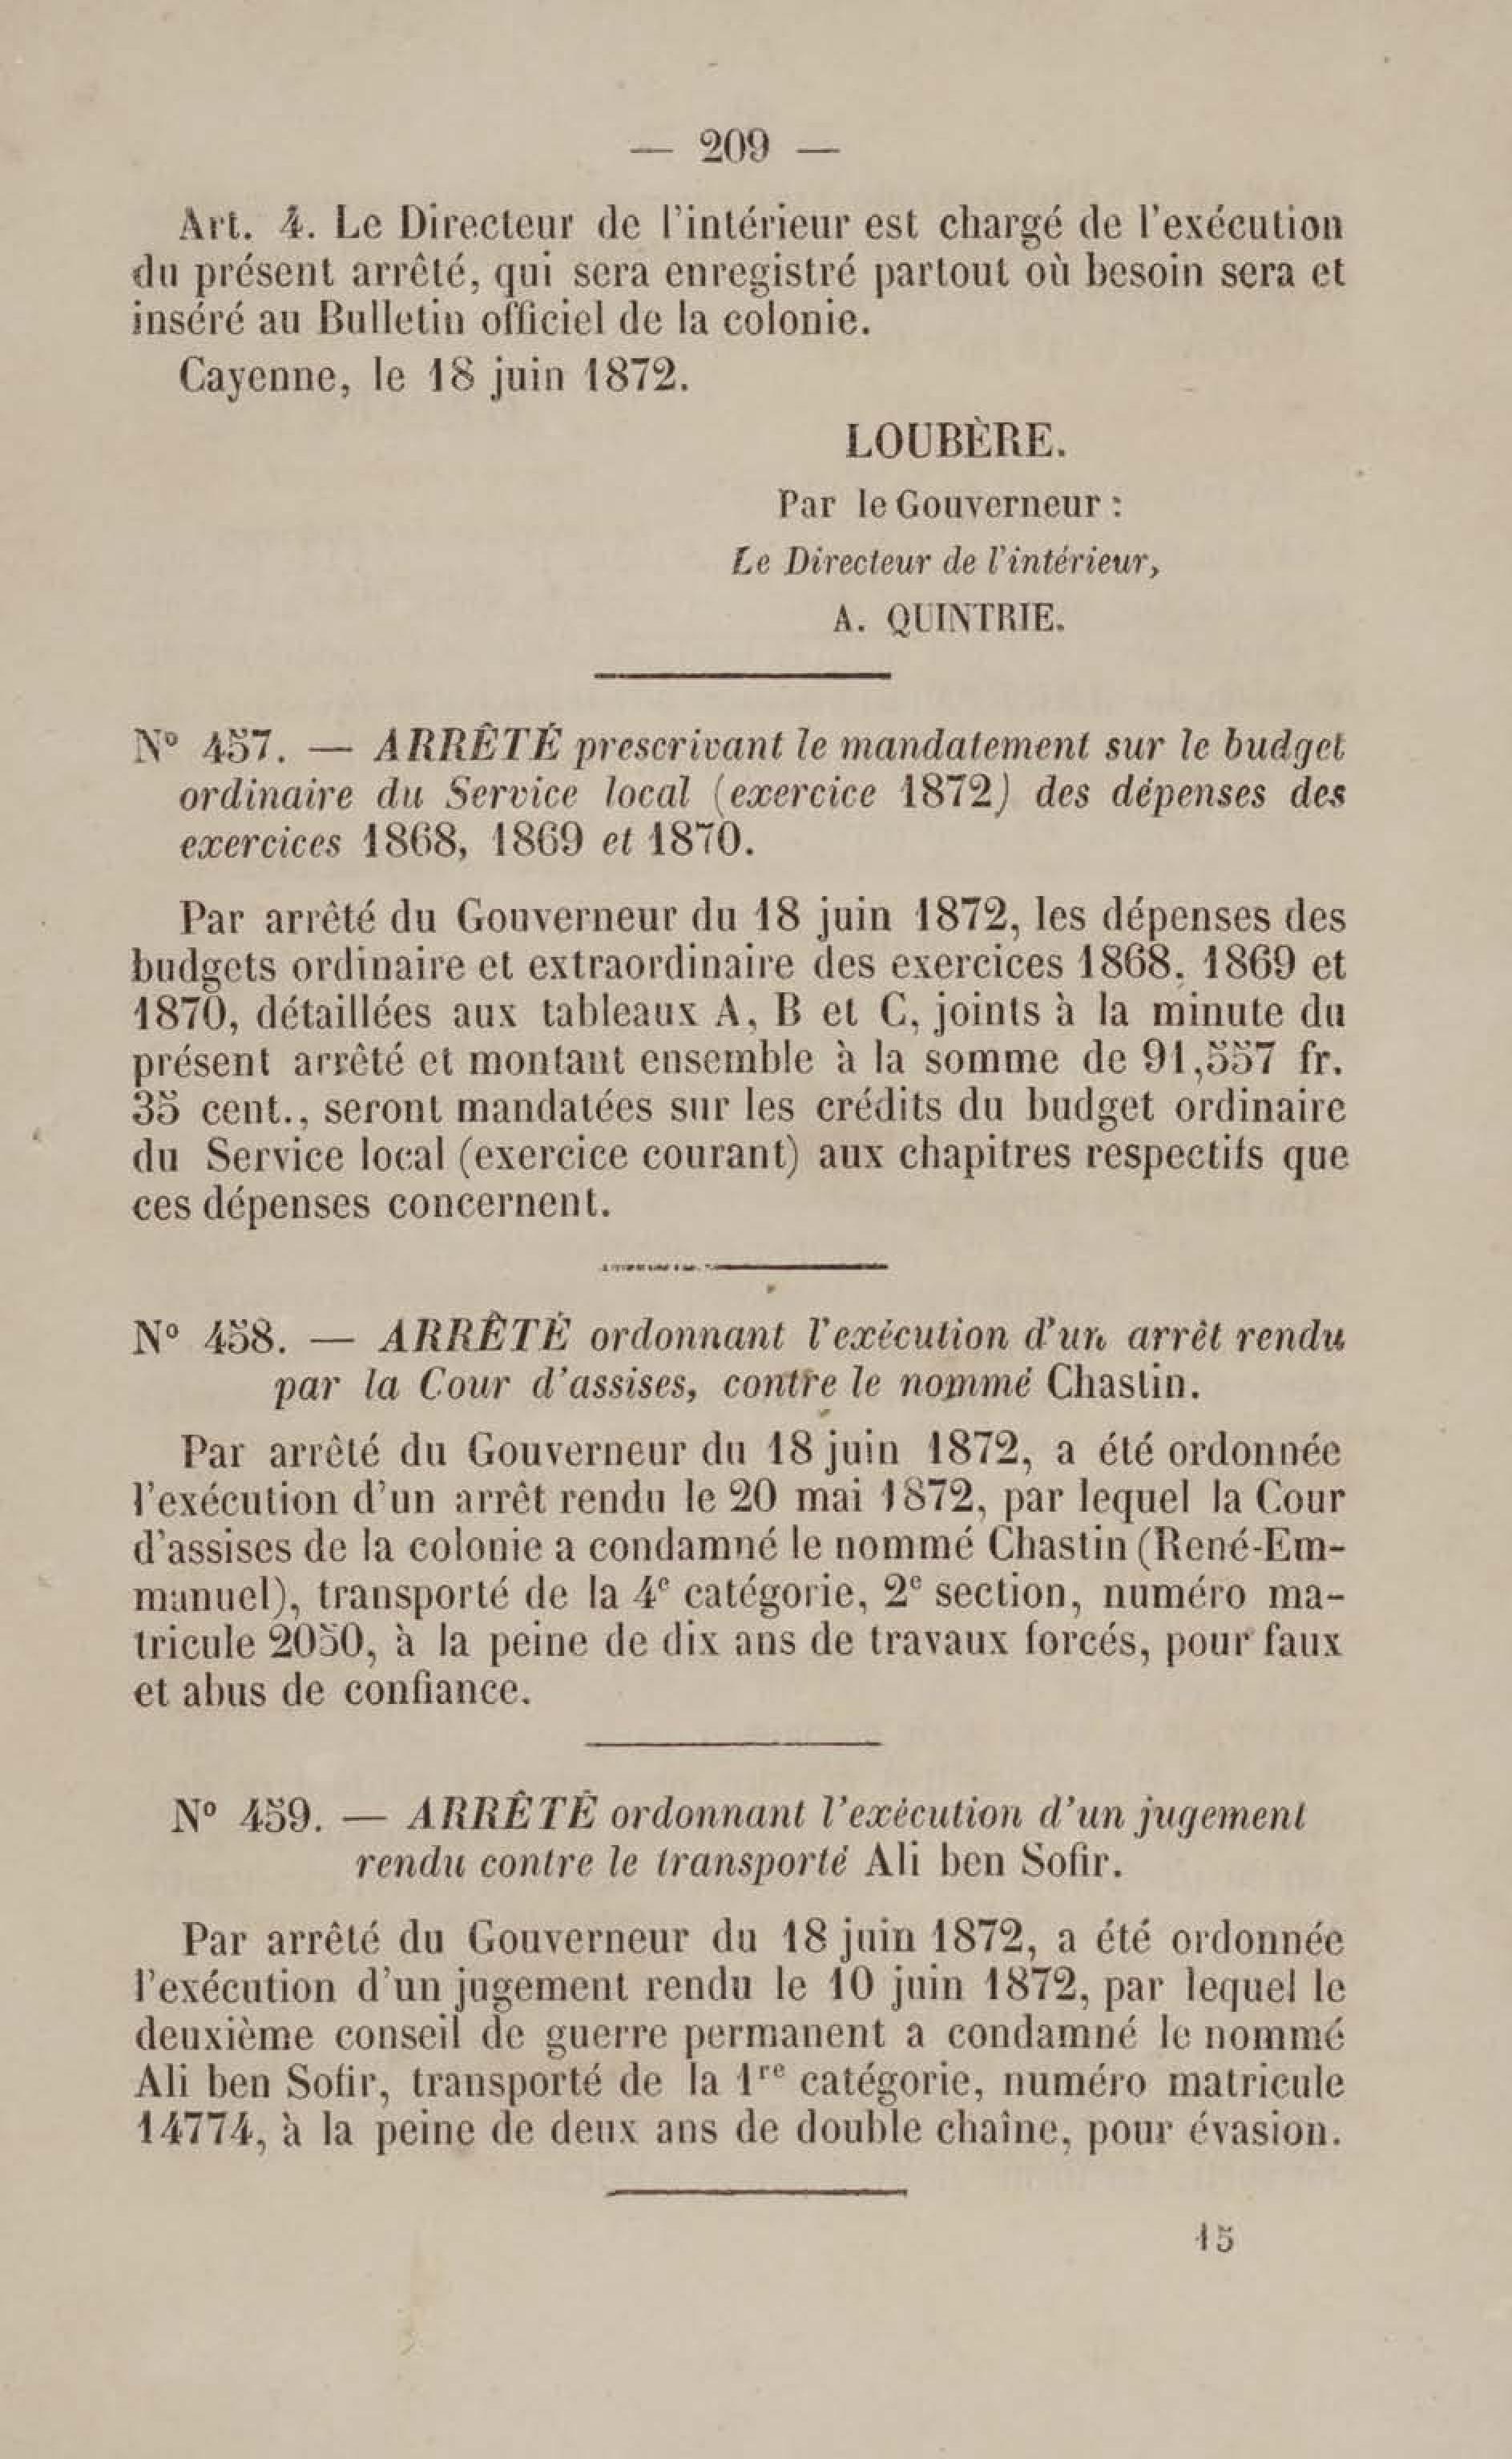 — 209 —
Art. 4. Le Directeur de l'intérieur est chargé de l'exécution
du présent arrêté, qui sera enregistré partout où besoin sera et
inséré au Bulletin officiel de la colonie.
Cayenne, le 18 juin 1872.
LOUBÈRE.
Par le Gouverneur :
Le Directeur de l'intérieur,
A. QUINTRIE.
N° 457. — ARRÊTÉ prescrivant le mandatement sur le budget
ordinaire du Service local (exercice 1872) des dépenses des
exercices 1868, 1869 et 1870.
Par arrêté du Gouverneur du 18 juin 1872, les dépenses des
budgets ordinaire et extraordinaire des exercices 1868, 1869 et
1870, détaillées aux tableaux A, B et C, joints à la minute du
présent arrêté et montant ensemble à la somme de 91,557 fr.
35 cent., seront mandatées sur les crédits du budget ordinaire
du Service local (exercice courant) aux chapitres respectifs que
ces dépenses concernent.
N° 458. — ARRÊTÉ ordonnant l'exécution d'un arrêt rendu
par la Cour d'assises, contre le nommé Chastin.
Par arrêté du Gouverneur du 18 juin 1872, a été ordonnée
l'exécution d'un arrêt rendu le 20 mai 1872, par lequel la Cour
d'assises de la colonie a condamné le nommé Chastin (René-Em-
manuel), transporté de la 4e catégorie, 2e section, numéro ma-
tricule 2050, à la peine de dix ans de travaux forcés, pour faux
et abus de confiance.
N° 459. — ARRÊTÉ ordonnant l'exécution d'un jugement
rendu contre le transporté Ali ben Sofir.
Par arrêté du Gouverneur du 18 juin 1872, a été ordonnée
l'exécution d'un jugement rendu le 10 juin 1872, par lequel le
deuxième conseil de guerre permanent a condamné le nommé
Ali ben Sofir, transporté de la 1re catégorie, numéro matricule
14774, à la peine de deux ans de double chaîne, pour évasion.
15